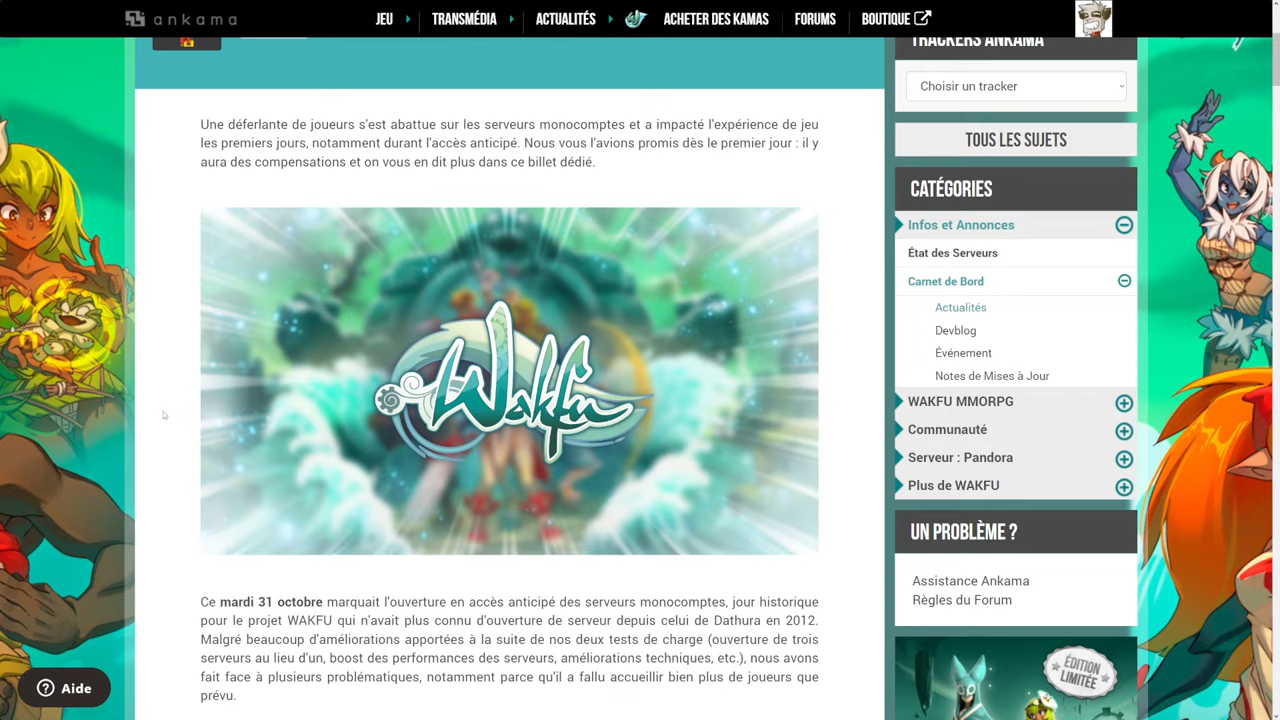 ankama
JEU
TRANSMÉDIA
ACTUALITÉS
ACHETER DES KAMAS
FORUMS
BOUTIQUE
TRACKERS ANKAMA
Choisir un tracker
TOUS LES SUJETS
CATÉGORIES
Infos et Annonces
État des Serveurs
Carnet de Bord
Actualités
Devblog
Événement
Notes de Mises à Jour
WAKFU MMORPG
Communauté
Serveur : Pandora
Plus de WAKFU
UN PROBLÈME ?
Assistance Ankama
Règles du Forum
ÉDITION
LIMITÉE
Une déferlante de joueurs s'est abattue sur les serveurs monocomptes et a impacté l'expérience de jeu
les premiers jours, notamment durant l'accès anticipé. Nous vous l'avions promis dès le premier jour : il y
aura des compensations et on vous en dit plus dans ce billet dédié.
Wakfu
Ce mardi 31 octobre marquait l'ouverture en accès anticipé des serveurs monocomptes, jour historique
pour le projet WAKFU qui n'avait plus connu d'ouverture de serveur depuis celui de Dathura en 2012.
Malgré beaucoup d'améliorations apportées à la suite de nos deux tests de charge (ouverture de trois
serveurs au lieu d'un, boost des performances des serveurs, améliorations techniques, etc.), nous avons
fait face à plusieurs problématiques, notamment parce qu'il a fallu accueillir bien plus de joueurs que
prévu.
Aide